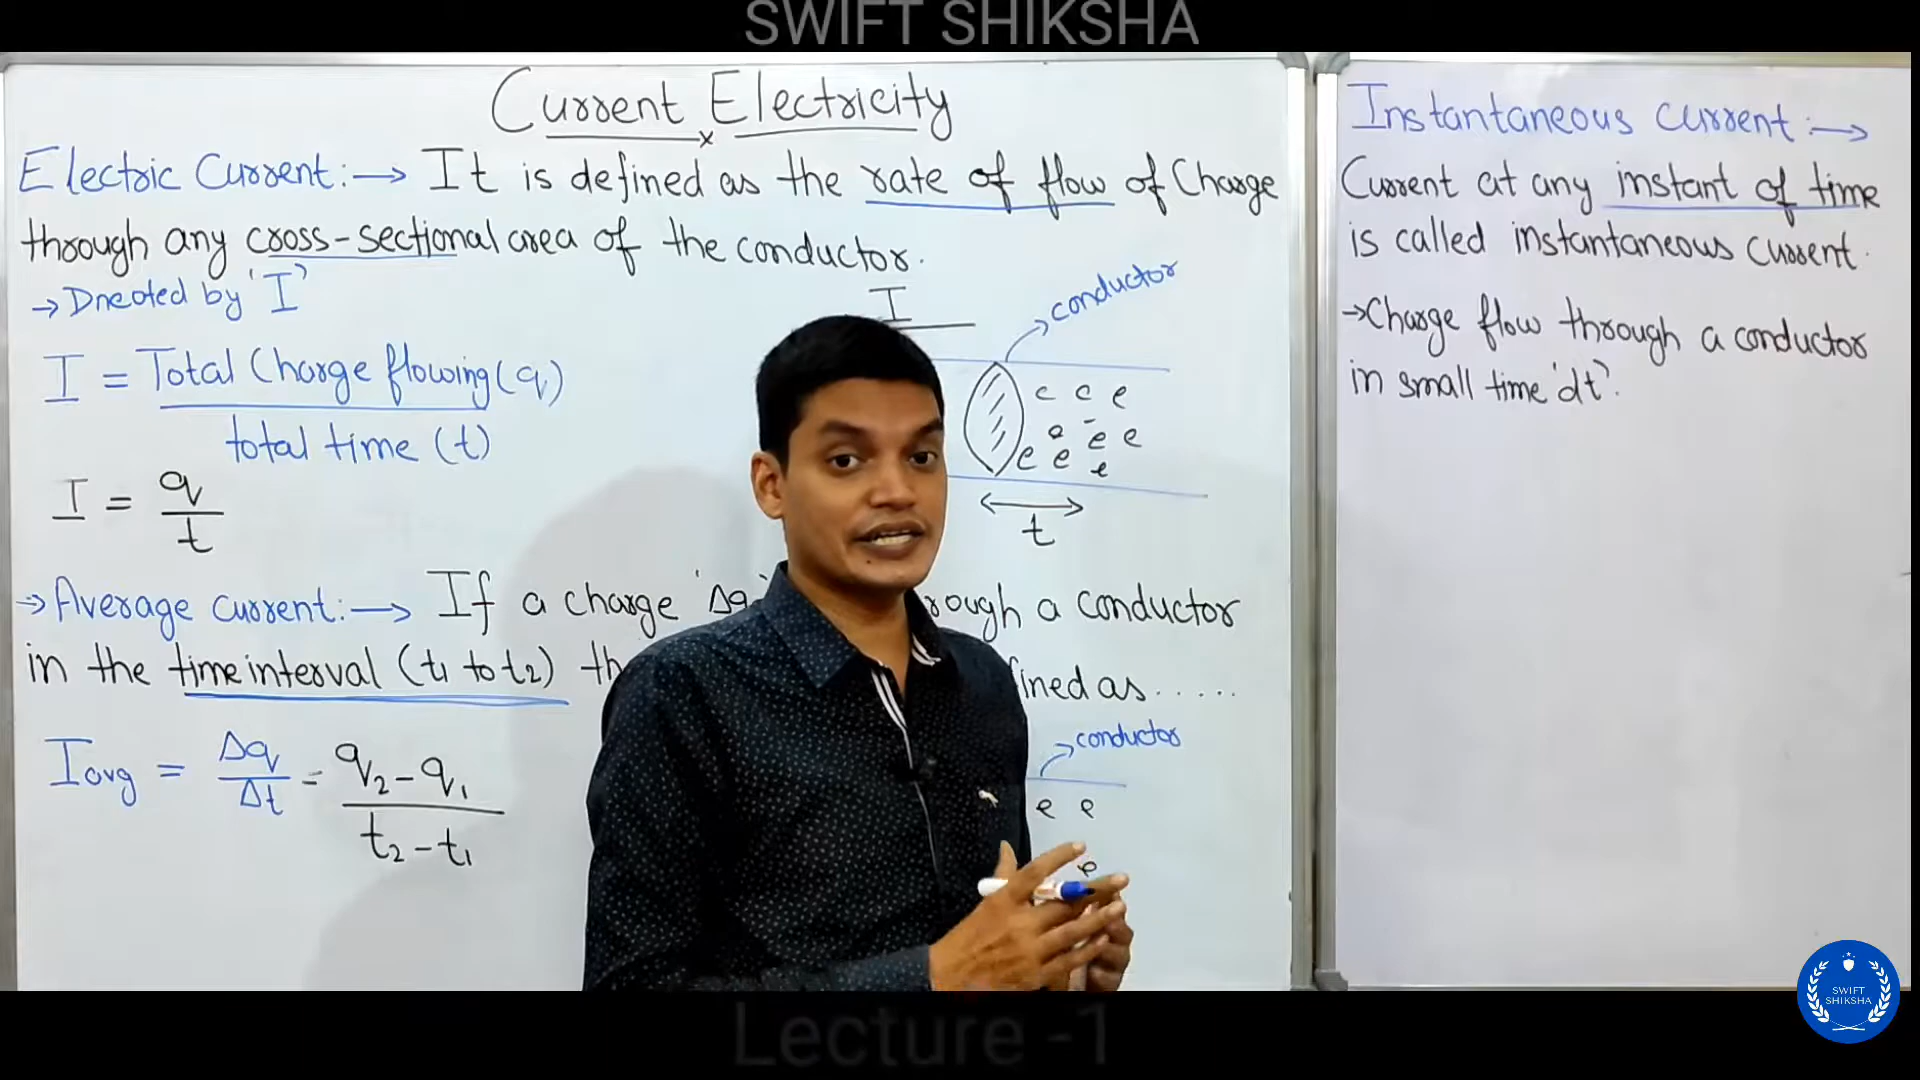 SWIFT SHIKSHA
Current Electricity
Electric Current:→ It is defined as the rate of flow of Charge
through any cross-sectional area of the conductor.
→ Dneoted by 'I'
I = Total Charge flowing (q)
total time (t)
I = q
t
I
conductor
e e e
e e e
e e e
t
→ Average current:→ If a charge 'Δq' rough a conductor
in the time interval (t₁ to t₂) th fined as.....
Iavg = Δq = q₂ - q₁
Δt t₂ - t₁
conductor
e e
e
Instantaneous current:→
Current at any instant of time
is called instantaneous current.
→Charge flow through a conductor
in small time 'dt'.
SWIFT
SHIKSHA
Lecture -1